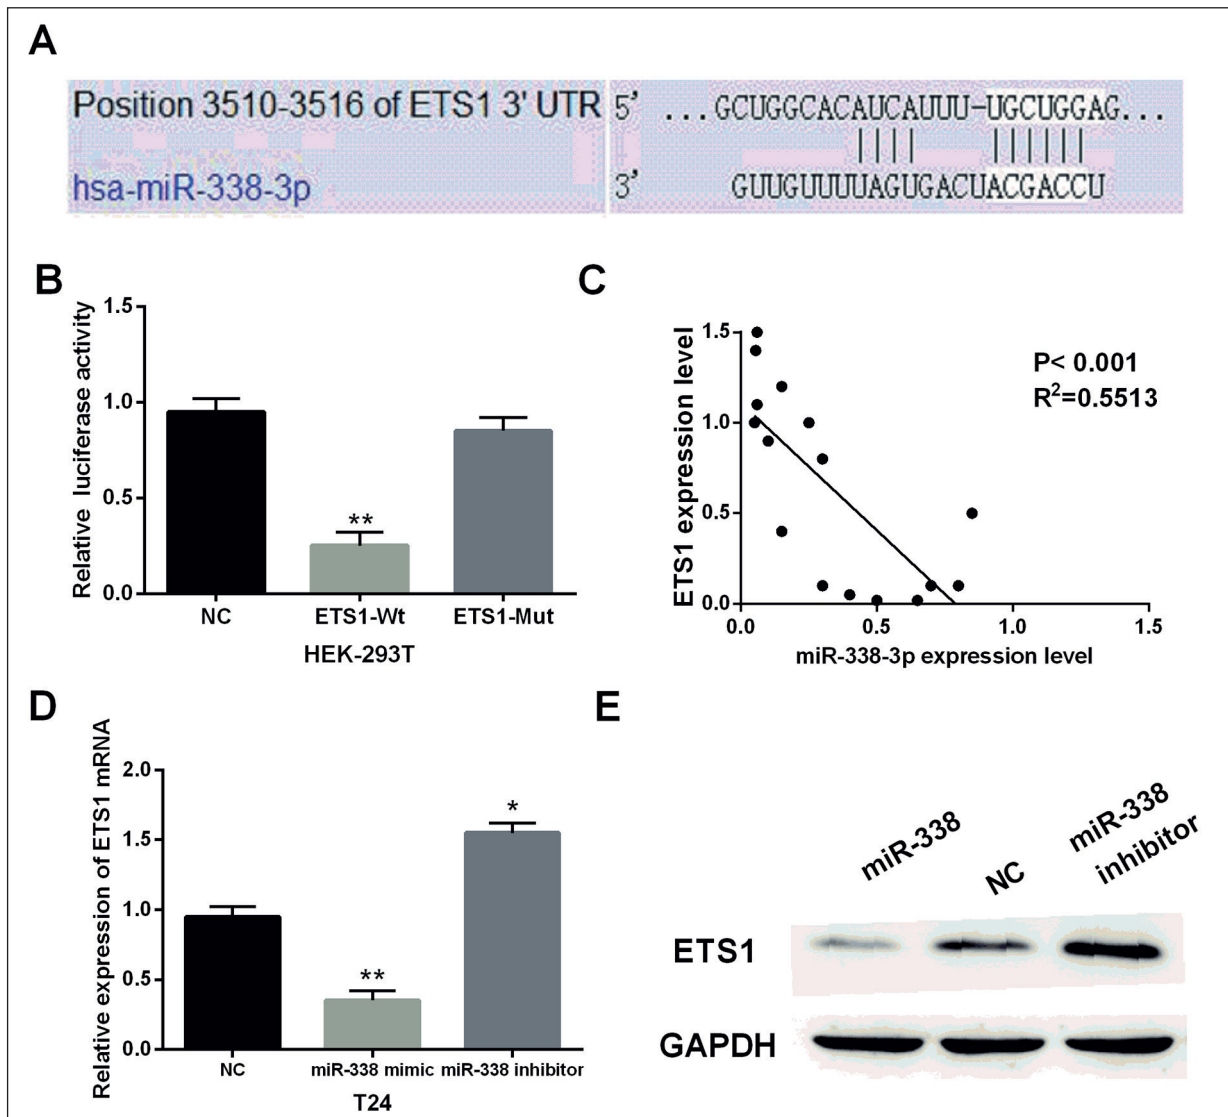 A
Position 3510-3516 of ETS1 3' UTR 5' ...GCUGGCACAUCAUUU-UGCUGGAG...
hsa-miR-338-3p 3' GUUGUUUUAGUGACUACGACCU
B
Relative luciferase activity
1.5
1.0
0.5
0.0
**
NC ETS1-Wt ETS1-Mut
HEK-293T
C
ETS1 expression level
1.5
1.0
0.5
0.0
P< 0.001
R²=0.5513
0.0 0.5 1.0 1.5
miR-338-3p expression level
D
Relative expression of ETS1 mRNA
2.0
1.5
1.0
0.5
0.0
**
*
NC miR-338 mimic miR-338 inhibitor
T24
E
miR-338
NC
miR-338
inhibitor
ETS1
GAPDH